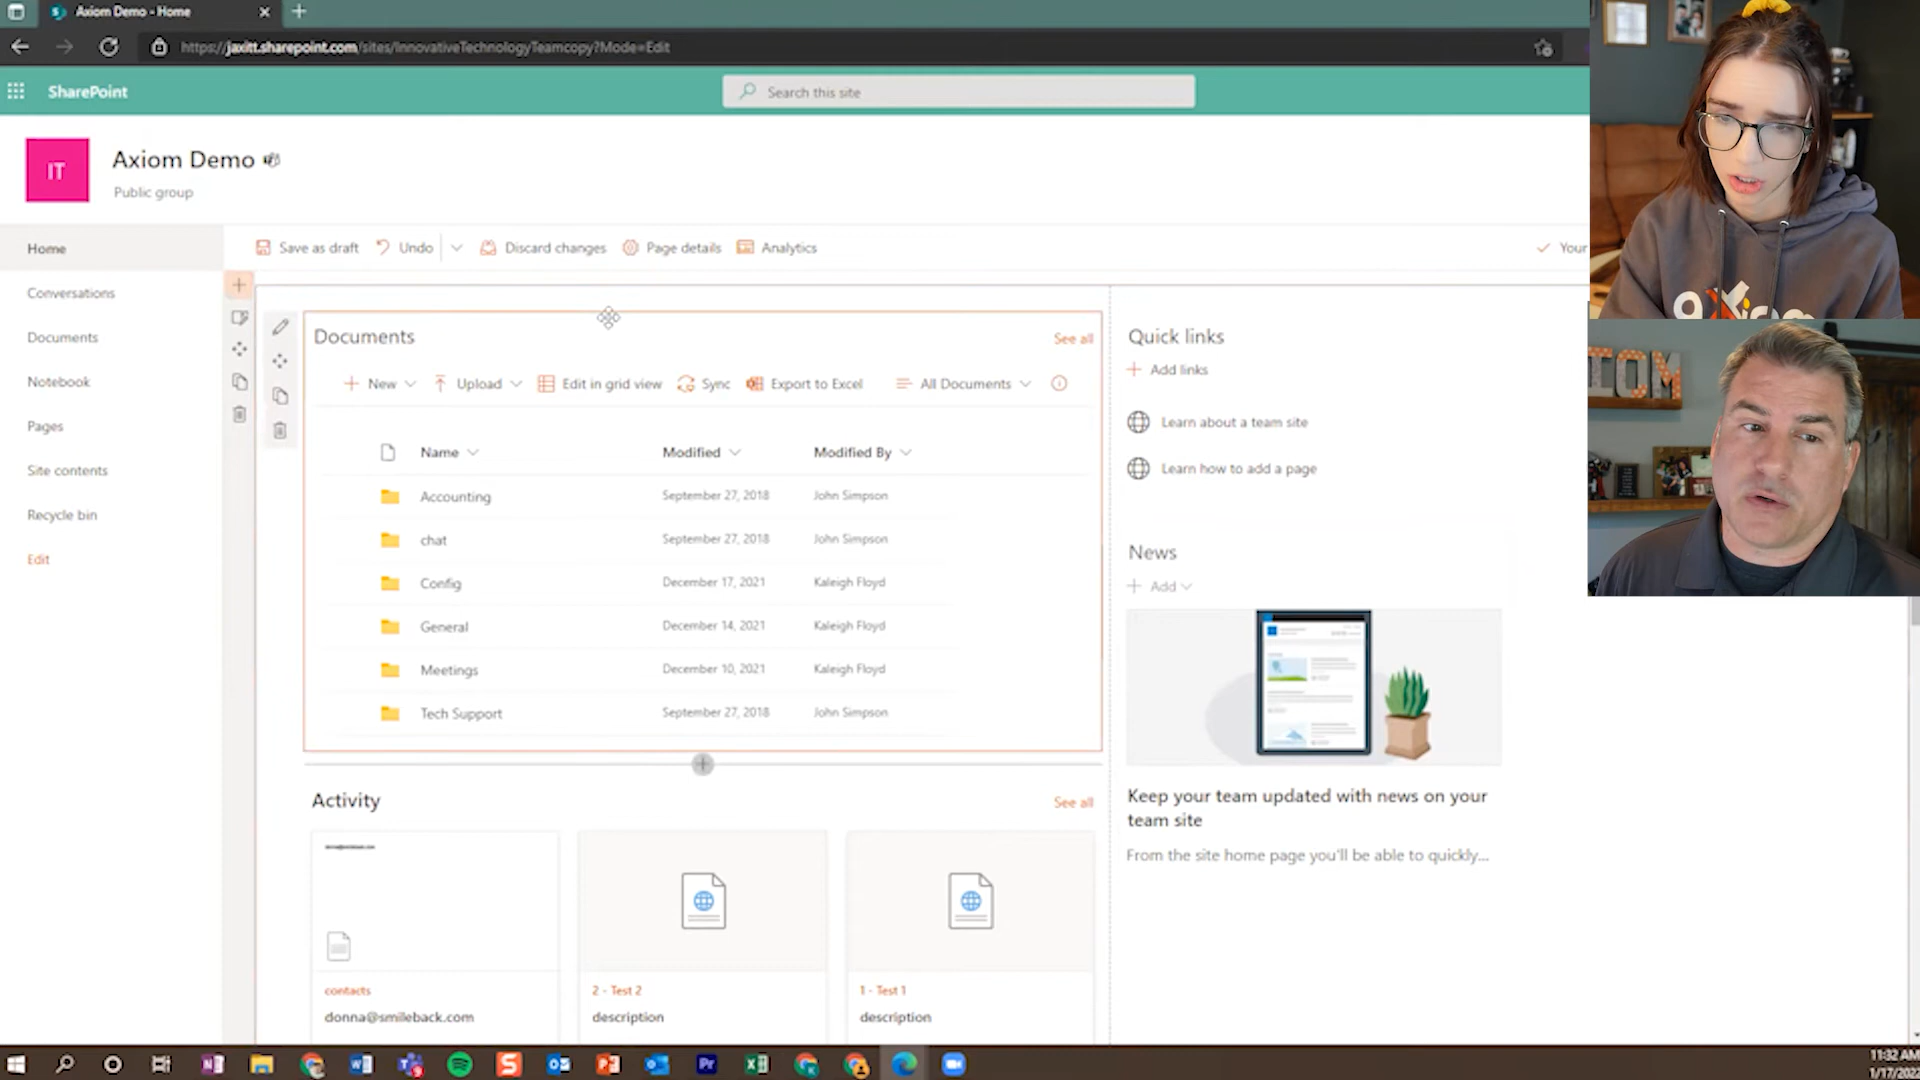 Axiom Demo - Home
https://jaxitt.sharepoint.com/sites/InnovativeTechnologyTeamcopy?Mode=Edit
SharePoint
Search this site
IT
Axiom Demo
Public group
Home
Conversations
Documents
Notebook
Pages
Site contents
Recycle bin
Edit
Save as draft
Undo
Discard changes
Page details
Analytics
Your
Documents
See all
New
Upload
Edit in grid view
Sync
Export to Excel
All Documents
Name
Modified
Modified By
Accounting
September 27, 2018
John Simpson
chat
September 27, 2018
John Simpson
Config
December 17, 2021
Kaleigh Floyd
General
December 14, 2021
Kaleigh Floyd
Meetings
December 10, 2021
Kaleigh Floyd
Tech Support
September 27, 2018
John Simpson
Activity
See all
contacts
donna@smileback.com
2 - Test 2
description
1 - Test 1
description
Quick links
Add links
Learn about a team site
Learn how to add a page
News
Add
Keep your team updated with news on your
team site
From the site home page you'll be able to quickly...
axiom
IOM
11:32 AM
1/17/2022